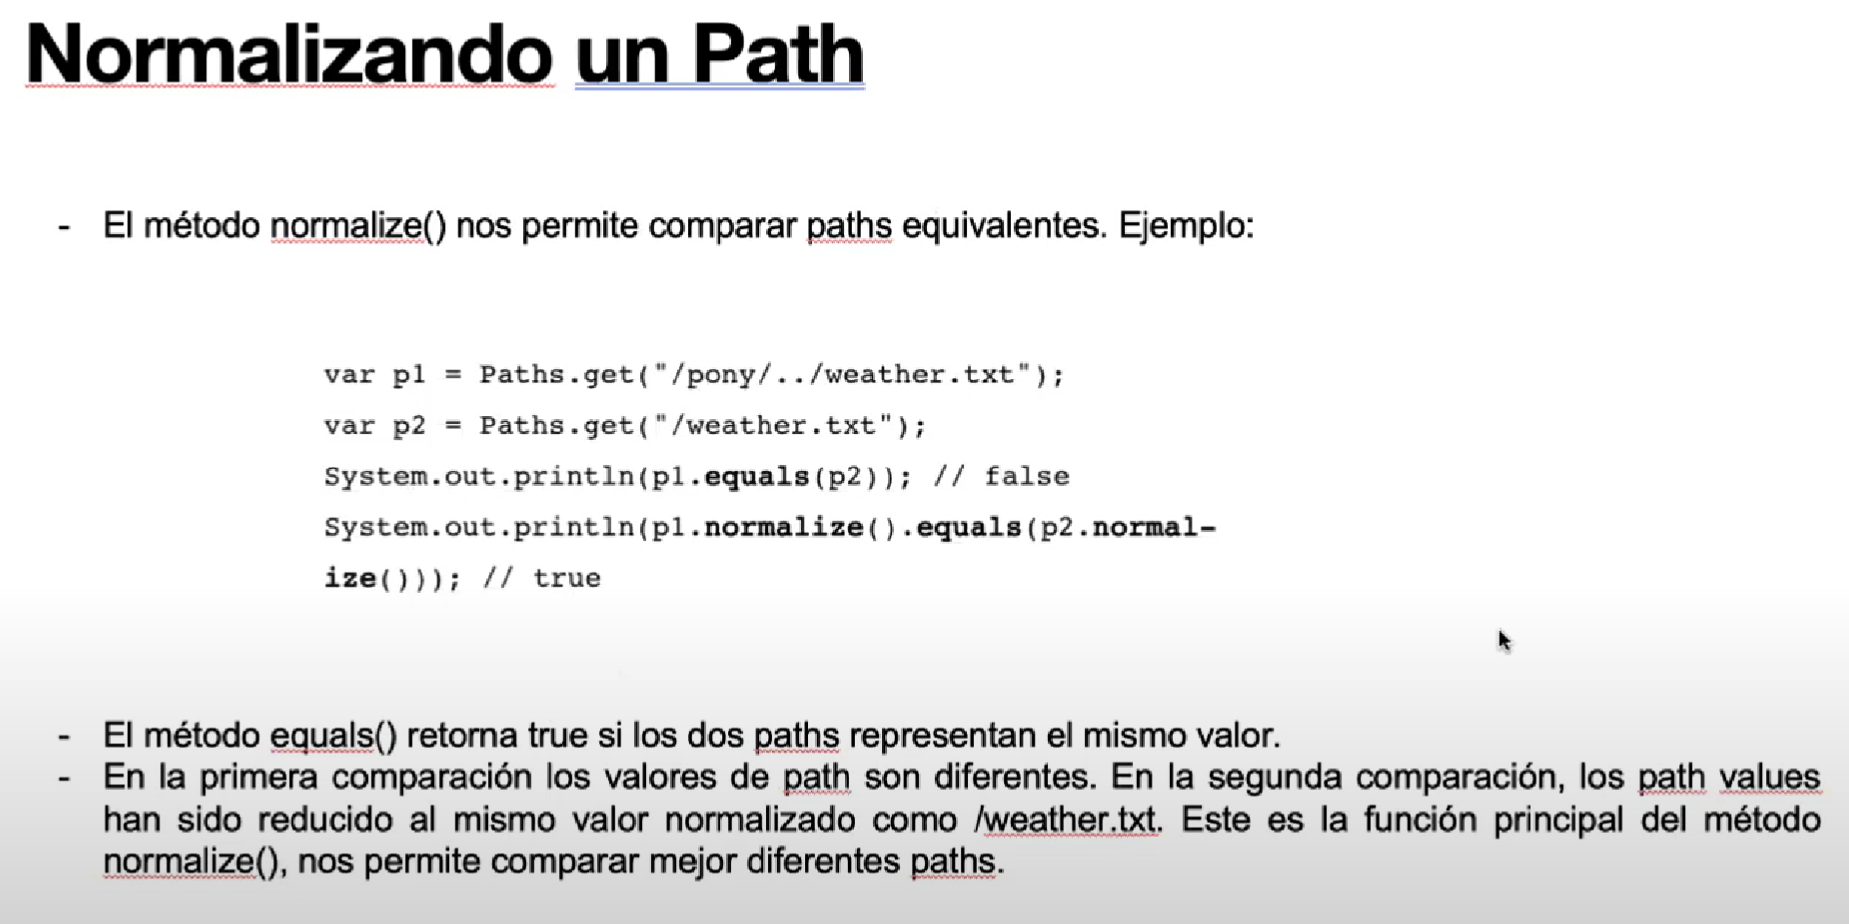 Normalizando un Path
- El método normalize() nos permite comparar paths equivalentes. Ejemplo:
var p1 = Paths.get("/pony/../weather.txt");
var p2 = Paths.get("/weather.txt");
System.out.println(p1.equals(p2)); // false
System.out.println(p1.normalize().equals(p2.normal-
ize())); // true
- El método equals() retorna true si los dos paths representan el mismo valor.
- En la primera comparación los valores de path son diferentes. En la segunda comparación, los path values
han sido reducido al mismo valor normalizado como /weather.txt. Este es la función principal del método
normalize(), nos permite comparar mejor diferentes paths.